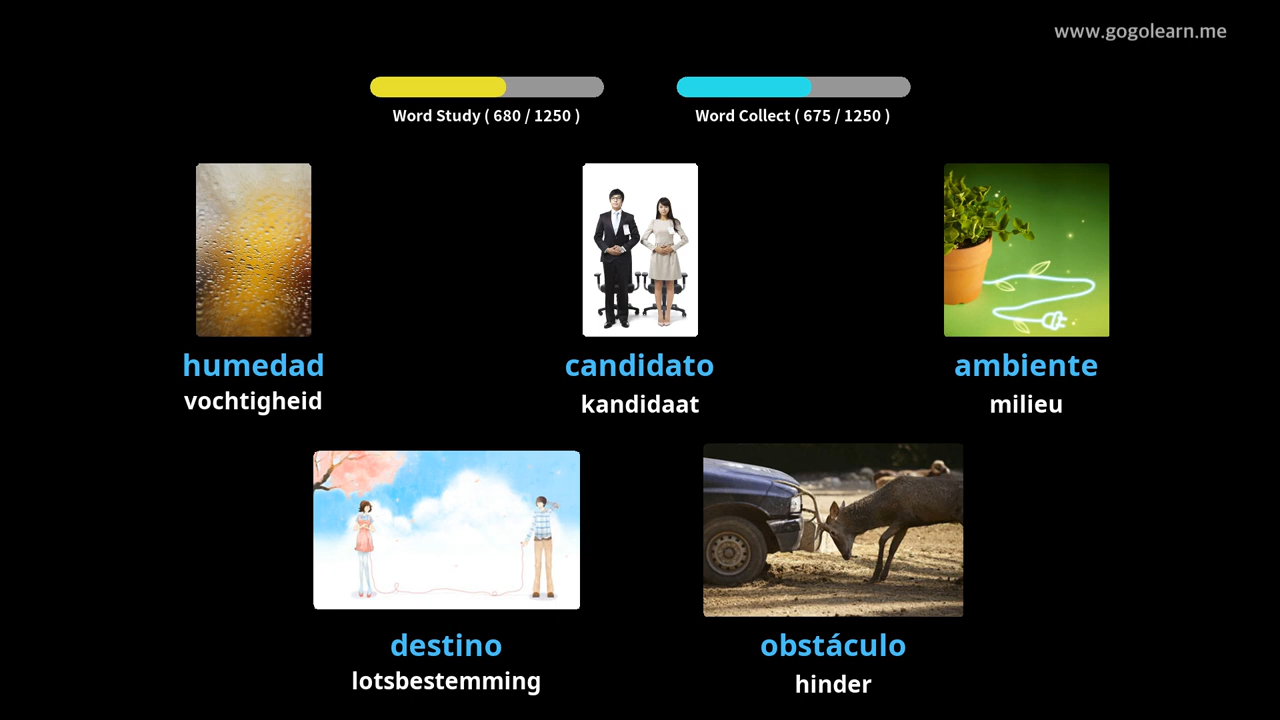 www.gogolearn.me
Word Study ( 680 / 1250 )
Word Collect ( 675 / 1250 )
humedad
vochtigheid
candidato
kandidaat
ambiente
milieu
destino
lotsbestemming
obstáculo
hinder